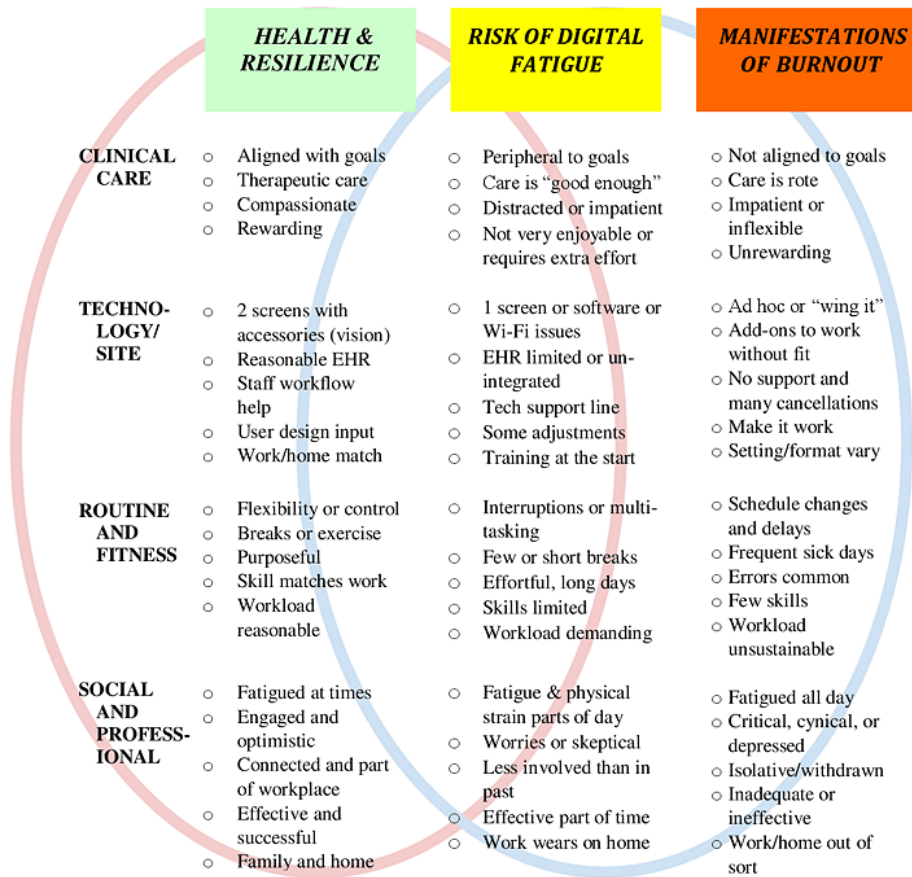 HEALTH &
RESILIENCE
RISK OF DIGITAL
FATIGUE
MANIFESTATIONS
OF BURNOUT
CLINICAL
CARE
○ Aligned with goals
○ Therapeutic care
○ Compassionate
○ Rewarding
○ Peripheral to goals
○ Care is “good enough”
○ Distracted or impatient
○ Not very enjoyable or
requires extra effort
○ Not aligned to goals
○ Care is rote
○ Impatient or
inflexible
○ Unrewarding
TECHNO-
LOGY/
SITE
○ 2 screens with
accessories (vision)
○ Reasonable EHR
○ Staff workflow
help
○ User design input
○ Work/home match
○ 1 screen or software or
Wi-Fi issues
○ EHR limited or un-
integrated
○ Tech support line
○ Some adjustments
○ Training at the start
○ Ad hoc or “wing it”
○ Add-ons to work
without fit
○ No support and
many cancellations
○ Make it work
○ Setting/format vary
ROUTINE
AND
FITNESS
○ Flexibility or control
○ Breaks or exercise
○ Purposeful
○ Skill matches work
○ Workload
reasonable
○ Interruptions or multi-
tasking
○ Few or short breaks
○ Effortful, long days
○ Skills limited
○ Workload demanding
○ Schedule changes
and delays
○ Frequent sick days
○ Errors common
○ Few skills
○ Workload
unsustainable
SOCIAL
AND
PROFESS-
IONAL
○ Fatigued at times
○ Engaged and
optimistic
○ Connected and part
of workplace
○ Effective and
successful
○ Family and home
○ Fatigue & physical
strain parts of day
○ Worries or skeptical
○ Less involved than in
past
○ Effective part of time
○ Work wears on home
○ Fatigued all day
○ Critical, cynical, or
depressed
○ Isolative/withdrawn
○ Inadequate or
ineffective
○ Work/home out of
sort